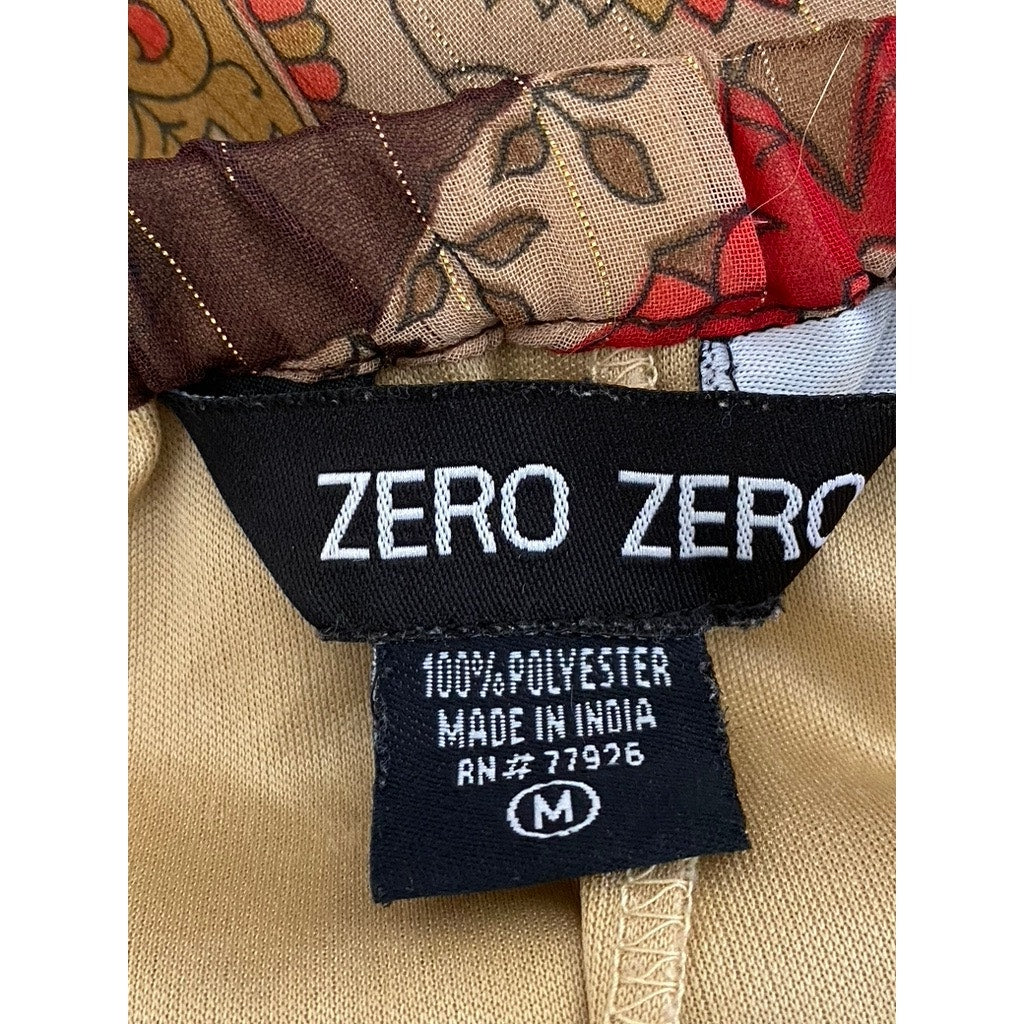 ZERO ZERO
100% POLYESTER
MADE IN INDIA
RN# 77926
M